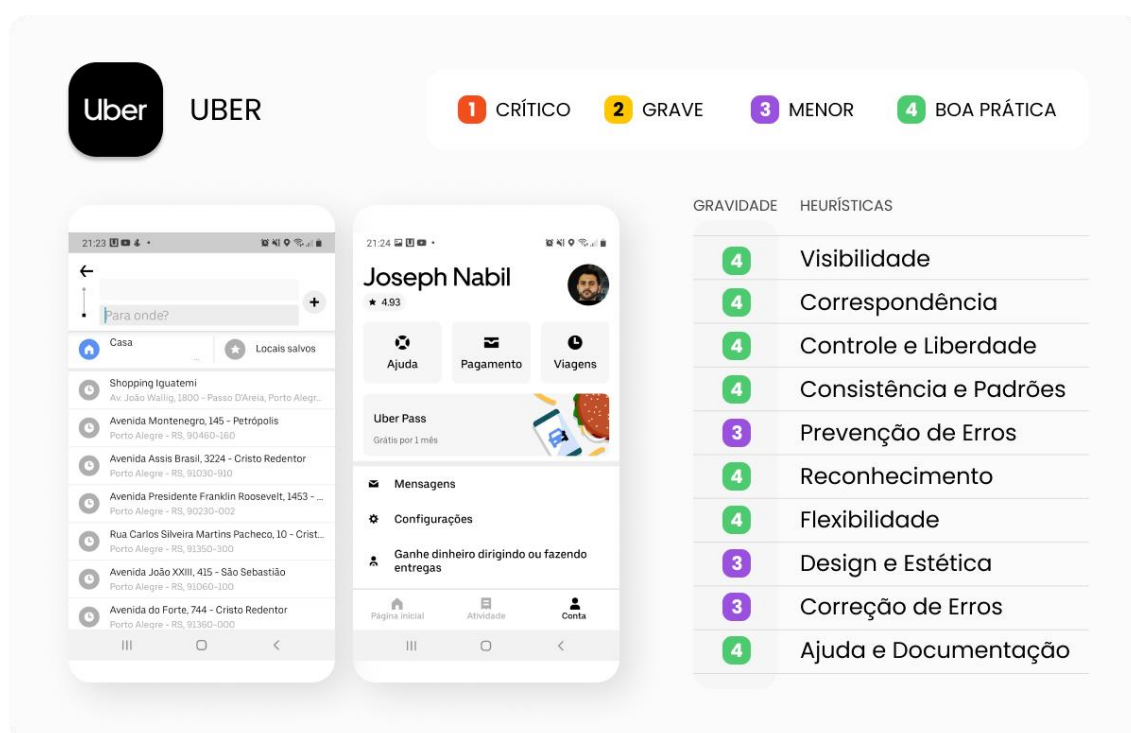 Uber
UBER
1 CRÍTICO
2 GRAVE
3 MENOR
4 BOA PRÁTICA
21:23
Para onde?
+
Casa
...
Locais salvos
Shopping Iguatemi
Av. João Wallig, 1800 - Passo D'Areia, Porto Alegr...
Avenida Montenegro, 145 - Petrópolis
Porto Alegre - RS, 90460-160
Avenida Assis Brasil, 3224 - Cristo Redentor
Porto Alegre - RS, 91030-910
Avenida Presidente Franklin Roosevelt, 1453 - ...
Porto Alegre - RS, 90230-002
Rua Carlos Silveira Martins Pacheco, 10 - Crist...
Porto Alegre - RS, 91350-300
Avenida João XXIII, 415 - São Sebastião
Porto Alegre - RS, 91060-100
Avenida do Forte, 744 - Cristo Redentor
Porto Alegre - RS, 91360-000
21:24
Joseph Nabil
★ 4.93
Ajuda
Pagamento
Viagens
Uber Pass
Grátis por 1 mês
Mensagens
Configurações
Ganhe dinheiro dirigindo ou fazendo
entregas
Página inicial
Atividade
Conta
GRAVIDADE HEURÍSTICAS
4 Visibilidade
4 Correspondência
4 Controle e Liberdade
4 Consistência e Padrões
3 Prevenção de Erros
4 Reconhecimento
4 Flexibilidade
3 Design e Estética
3 Correção de Erros
4 Ajuda e Documentação